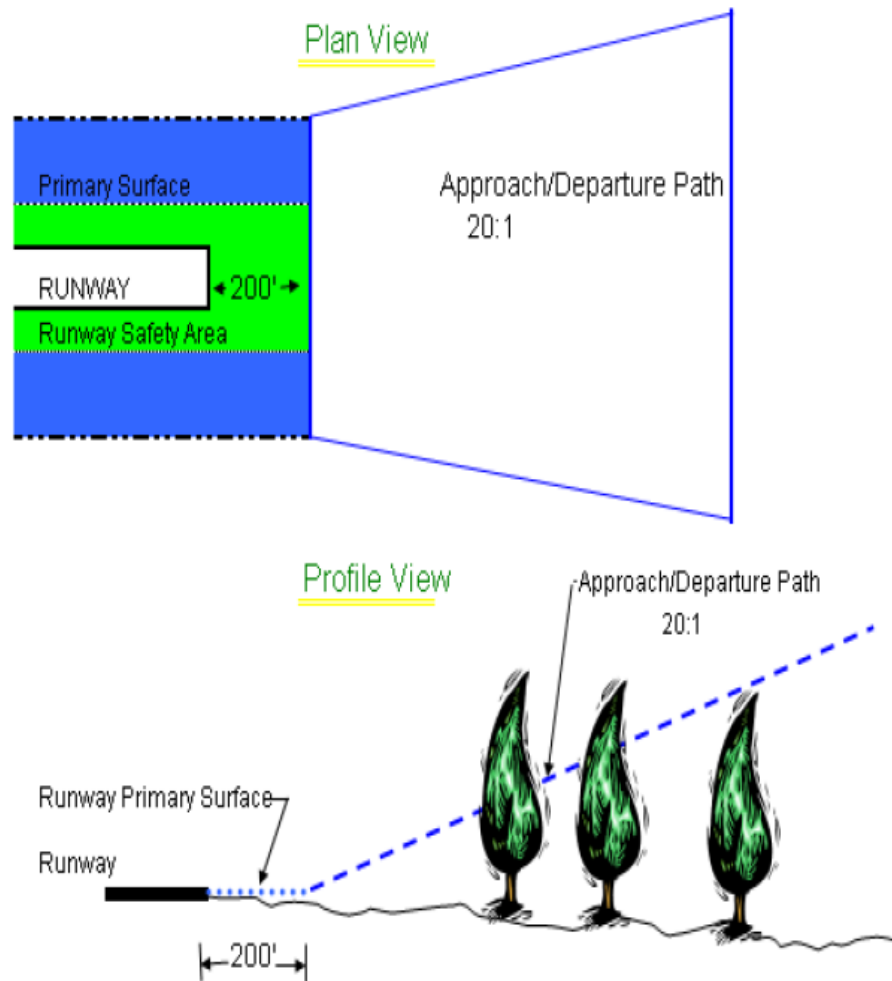 Plan View
Primary Surface
Approach/Departure Path
20:1
RUNWAY
200'
Runway Safety Area
Profile View
Approach/Departure Path
20:1
Runway Primary Surface
Runway
200'